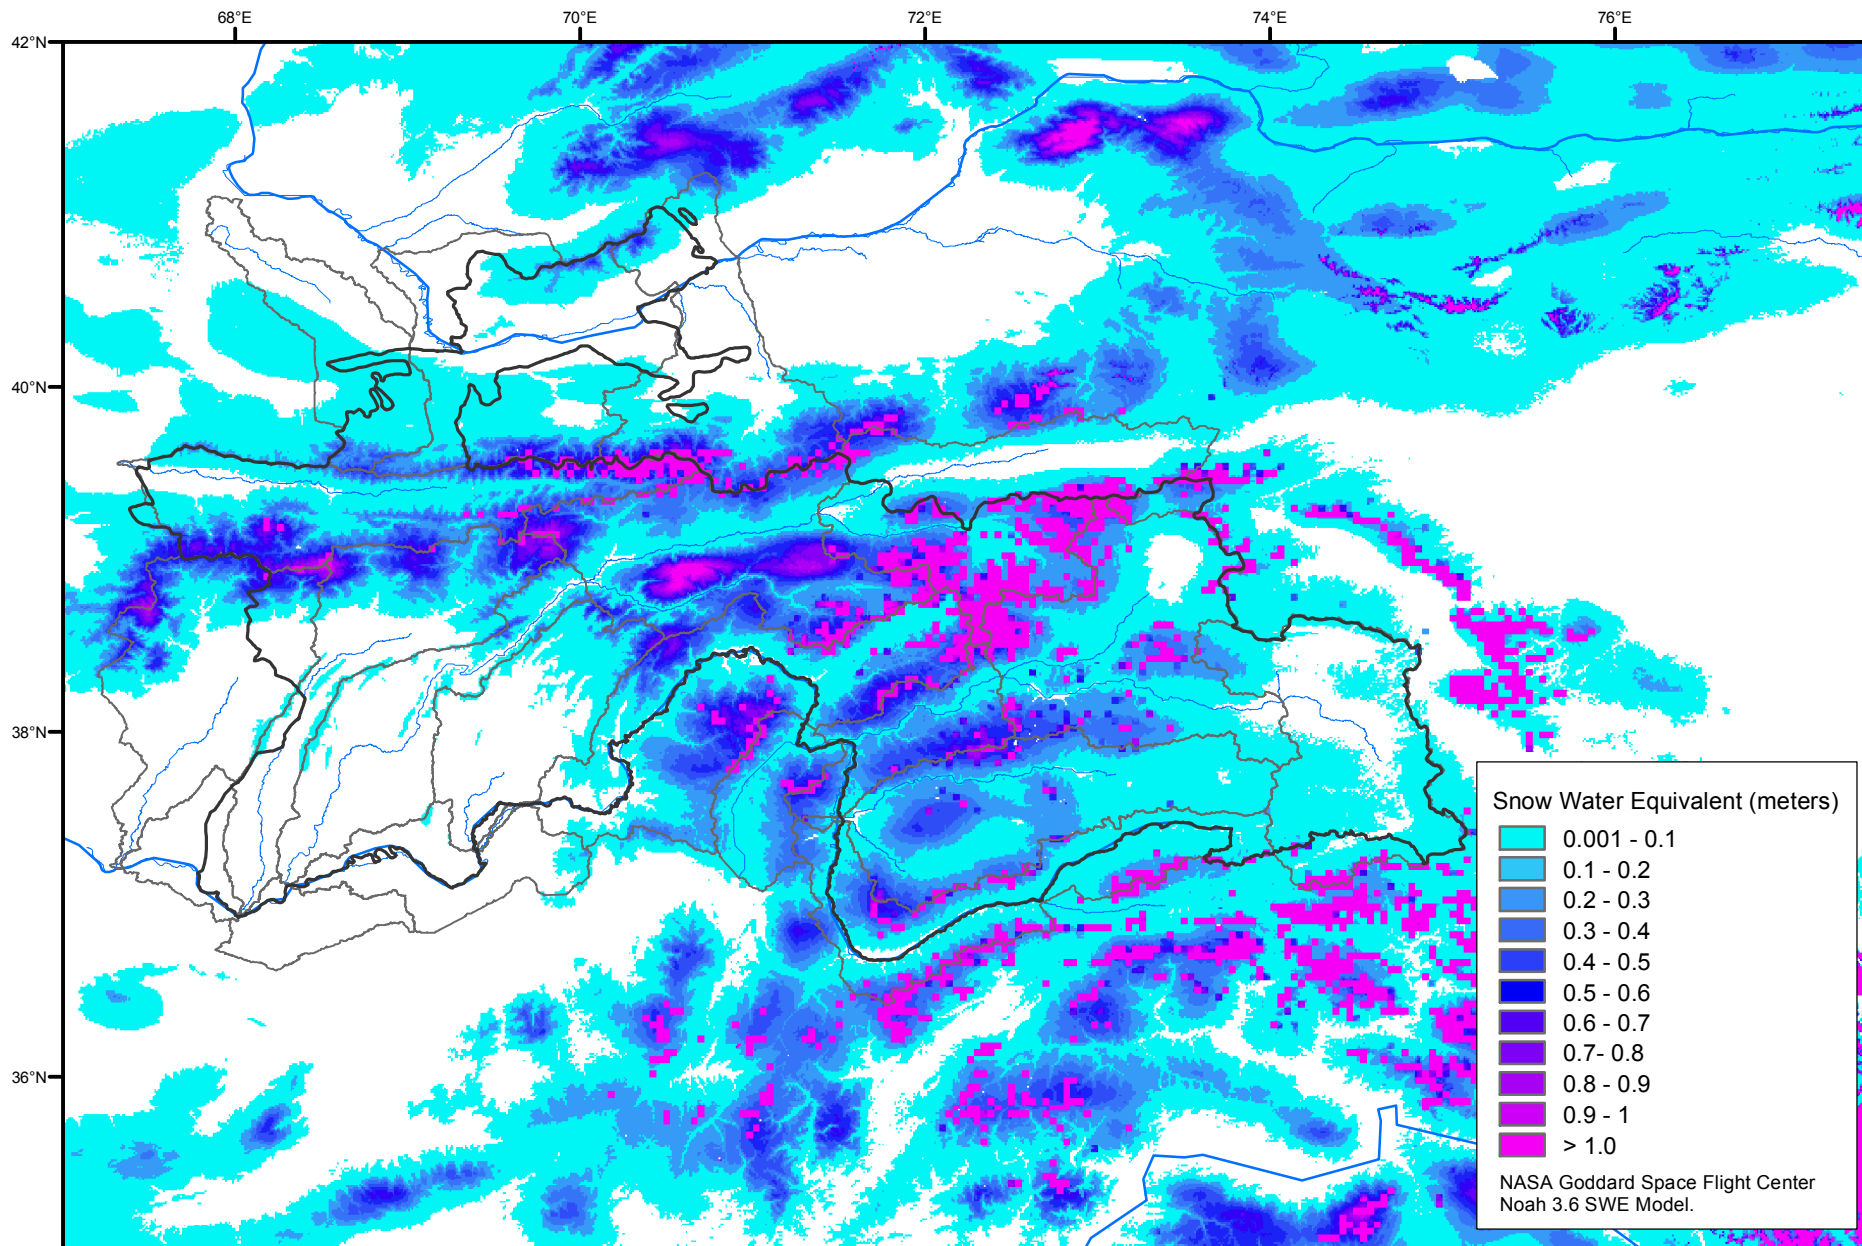 68°E
70°E
72°E
74°E
76°E
42°N
40°N
38°N
36°N
Snow Water Equivalent (meters)
0.001 - 0.1
0.1 - 0.2
0.2 - 0.3
0.3 - 0.4
0.4 - 0.5
0.5 - 0.6
0.6 - 0.7
0.7- 0.8
0.8 - 0.9
0.9 - 1
> 1.0
NASA Goddard Space Flight Center
Noah 3.6 SWE Model.